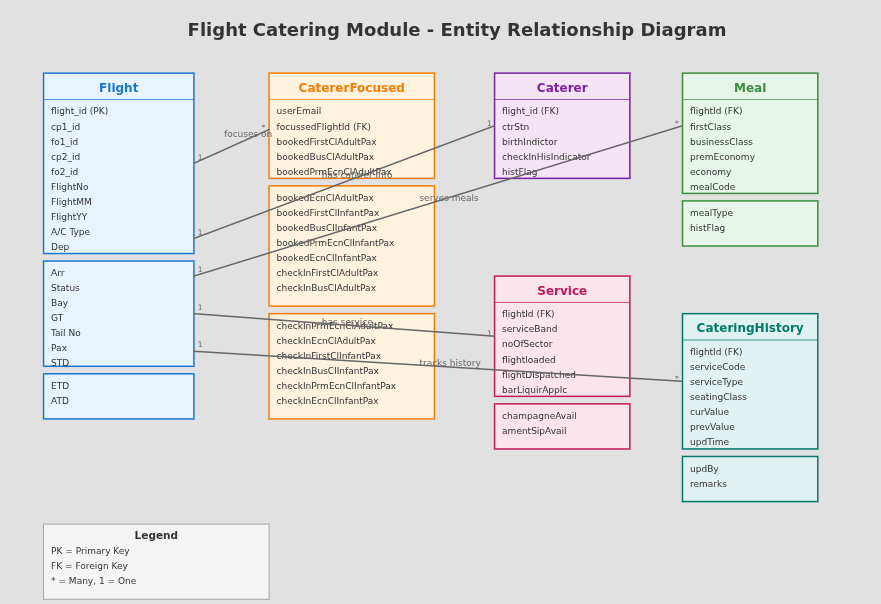 Flight Catering Module - Entity Relationship Diagram
Flight
flight_id (PK)
cp1_id
fo1_id
cp2_id
fo2_id
FlightNo
FlightMM
FlightYY
A/C Type
Dep
Arr
Status
Bay
GT
Tail No
Pax
STD
ETD
ATD
CatererFocused
userEmail
focussedFlightId (FK)
bookedFirstClAdultPax
bookedBusClAdultPax
bookedPrmEcnClAdultPax
bookedEcnClAdultPax
bookedFirstClInfantPax
bookedBusClInfantPax
bookedPrmEcnClInfantPax
bookedEcnClInfantPax
checkInFirstClAdultPax
checkInBusClAdultPax
checkInPrmEcnClAdultPax
checkInEcnClAdultPax
checkInFirstClInfantPax
checkInBusClInfantPax
checkInPrmEcnClInfantPax
checkInEcnClInfantPax
Caterer
flight_id (FK)
ctrStn
birthIndictor
checkInHisIndicator
histFlag
Meal
flightId (FK)
firstClass
businessClass
premEconomy
economy
mealCode
mealType
histFlag
Service
flightId (FK)
serviceBand
noOfSector
flightloaded
flightDispatched
barLiquirApplc
champagneAvail
amentSipAvail
CateringHIstory
flightId (FK)
serviceCode
serviceType
seatingClass
curValue
prevValue
updTime
updBy
remarks
1
focuses on
*
1
has caterer info
1
1
serves meals
*
1
has service
1
1
tracks history
*
Legend
PK = Primary Key
FK = Foreign Key
* = Many, 1 = One